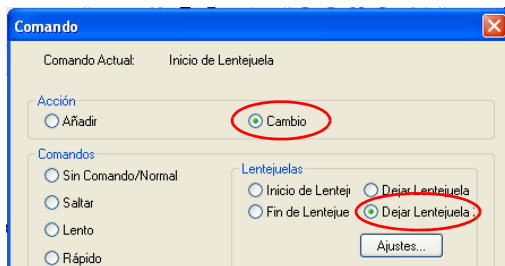 Comando
Comando Actual: Inicio de Lentejuela
Acción
Añadir Cambio
Comandos
Sin Comando/Normal
Saltar
Lento
Rápido
Lentejuelas
Inicio de Lentej Dejar Lentejuela
Fin de Lentejue Dejar Lentejuela
Ajustes...